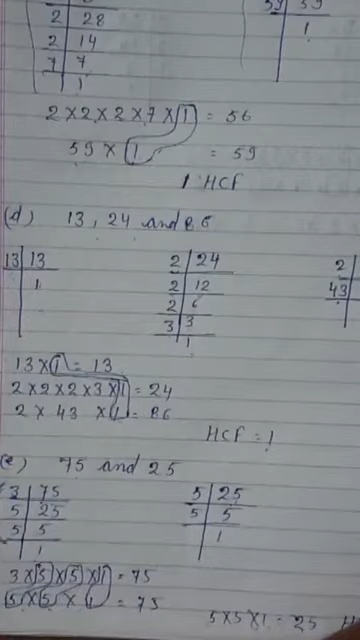 2 | 28
2 | 14
7 | 7
1
59 59
1
2×2×2×7×1 = 56
59 × 1 = 59
1 HCF
(d) 13, 24 and 86
13 | 13
1
2 | 24
2 | 12
2 | 6
3 | 3
1
2
43
13×1 = 13
2×2×2×3×1 = 24
2 × 43 ×1 = 86
HCF = 1
(e) 75 and 25
3 | 75
5 | 25
5 | 5
1
5 | 25
5 | 5
1
3×5×5×1 = 75
5×5×1 = 75
5×5×1 = 25